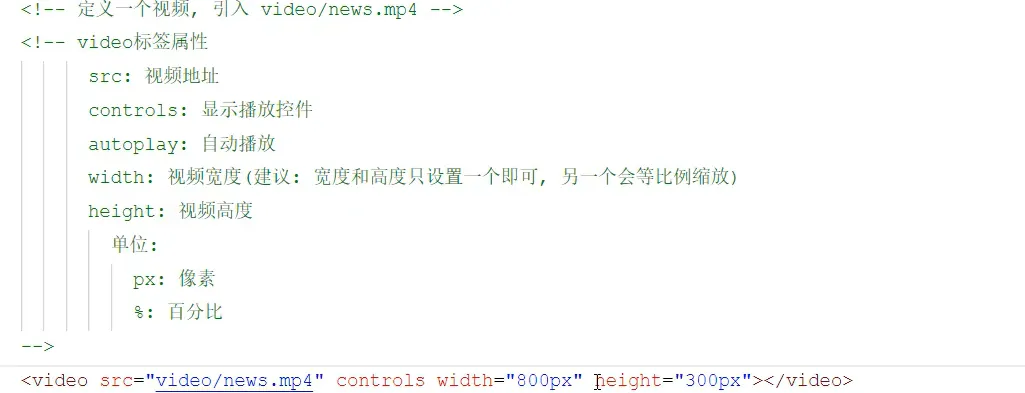 <!-- 定义一个视频, 引入 video/news.mp4 -->
<!-- video标签属性
src: 视频地址
controls: 显示播放控件
autoplay: 自动播放
width: 视频宽度(建议: 宽度和高度只设置一个即可, 另一个会等比例缩放)
height: 视频高度
单位:
px: 像素
%: 百分比
-->
<video src="video/news.mp4" controls width="800px" height="300px"></video>